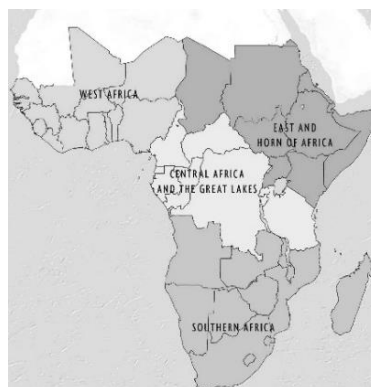 WEST AFRICA
EAST AND
HORN OF AFRICA
CENTRAL AFRICA
AND THE GREAT LAKES
SOUTHERN AFRICA